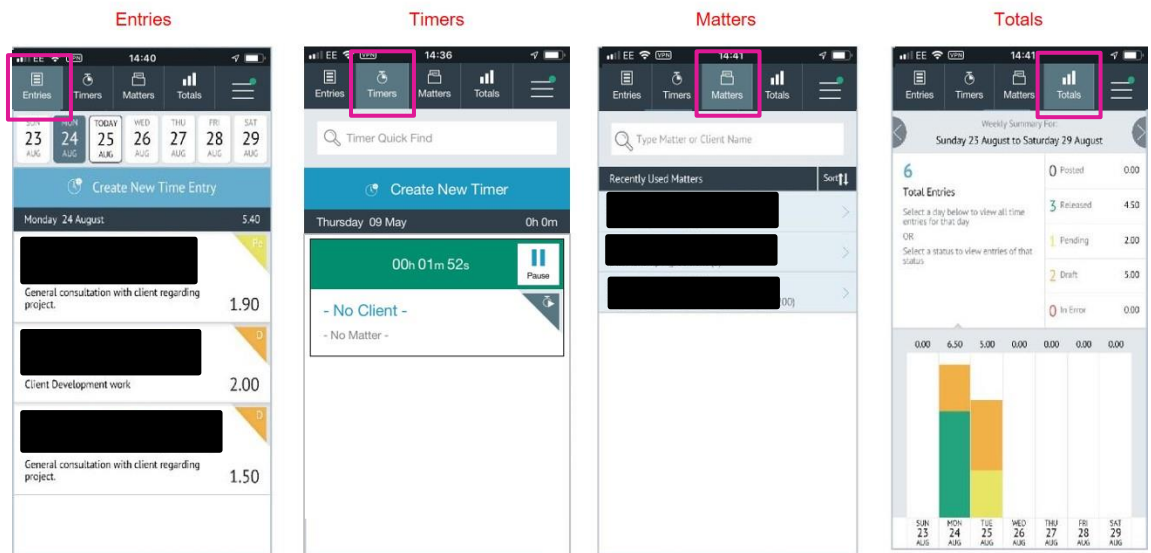 Entries
Timers
Matters
Totals
EE VPN 14:40
Entries Timers Matters Totals
SUN MON TODAY WED THU FRI SAT
23 24 25 26 27 28 29
AUG AUG AUG AUG AUG AUG AUG
Create New Time Entry
Monday 24 August 5.40
Pe
General consultation with client regarding
project. 1.90
D
Client Development work 2.00
D
General consultation with client regarding
project. 1.50
EE VPN 14:36
Entries Timers Matters Totals
Timer Quick Find
Create New Timer
Thursday 09 May 0h 0m
00h 01m 52s
Pause
- No Client -
- No Matter -
EE VPN 14:41
Entries Timers Matters Totals
Type Matter or Client Name
Recently Used Matters Sort
00)
EE VPN 14:41
Entries Timers Matters Totals
Weekly Summary For:
Sunday 23 August to Saturday 29 August
6
Total Entries
Select a day below to view all time
entries for that day
OR
Select a status to view entries of that
status
0 Posted 0.00
3 Released 4.50
1 Pending 2.00
2 Draft 5.00
0 In Error 0.00
0.00 6.50 5.00 0.00 0.00 0.00 0.00
SUN MON TUE WED THU FRI SAT
23 24 25 26 27 28 29
AUG AUG AUG AUG AUG AUG AUG